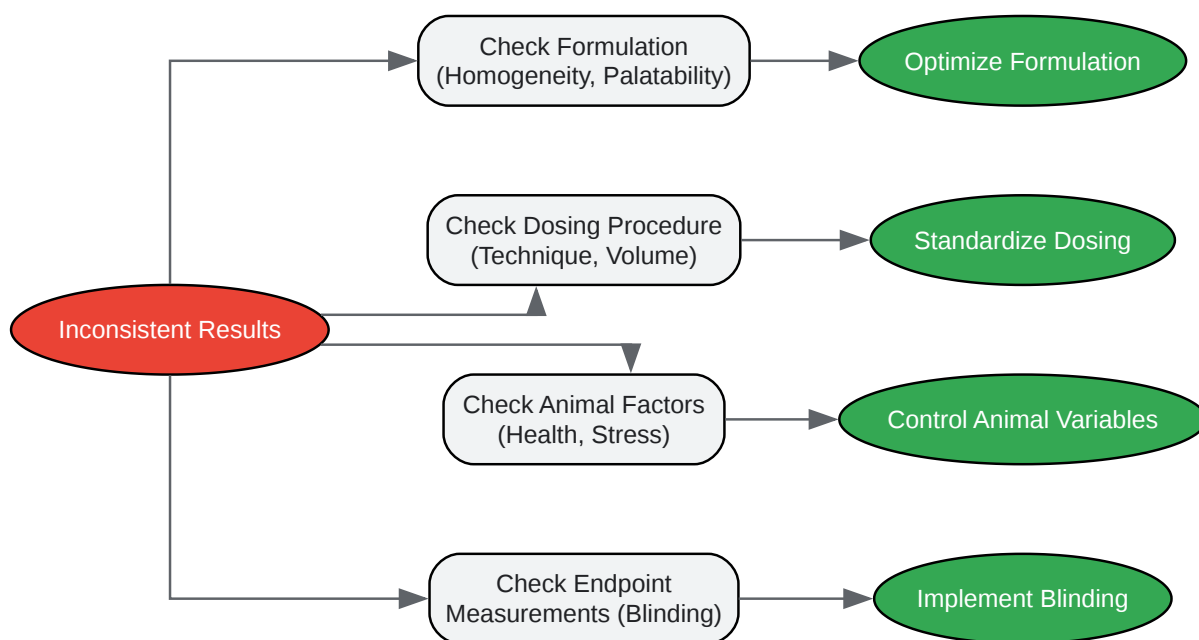 Check Formulation
(Homogeneity, Palatability)
Optimize Formulation
Check Dosing Procedure
(Technique, Volume)
Standardize Dosing
Inconsistent Results
Check Animal Factors
(Health, Stress)
Control Animal Variables
Check Endpoint
Measurements (Blinding)
Implement Blinding